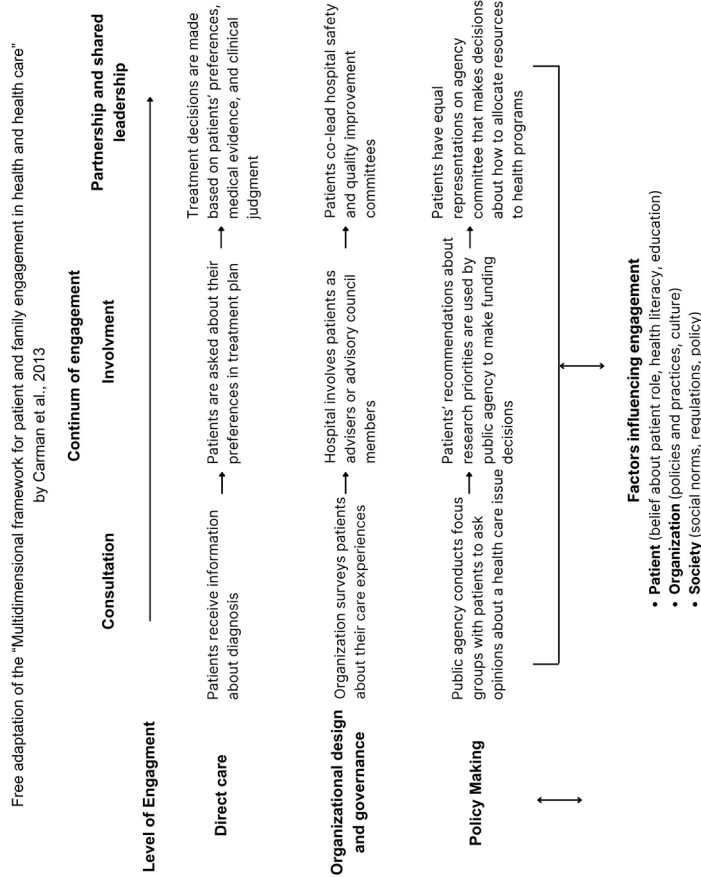 Free adaptation of the "Multidimensional framework for patient and family engagement in health and health care"
by Carman et al., 2013
Continum of engagement
Level of Engagment
Consultation
Involvment
Partnership and shared
leadership
Direct care
Patients receive information
about diagnosis
Patients are asked about their
preferences in treatment plan
Treatment decisions are made
based on patients' preferences,
medical evidence, and clinical
judgment
Organizational design
and governance
Organization surveys patients
about their care experiences
Hospital involves patients as
advisers or advisory council
members
Patients co-lead hospital safety
and quality improvement
committees
Policy Making
Public agency conducts focus
groups with patients to ask
opinions about a health care issue
Patients' recommendations about
research priorities are used by
public agency to make funding
decisions
Patients have equal
representations on agency
committee that makes decisions
about how to allocate resources
to health programs
Factors influencing engagement
• Patient (belief about patient role, health literacy, education)
• Organization (policies and practices, culture)
• Society (social norms, regulations, policy)